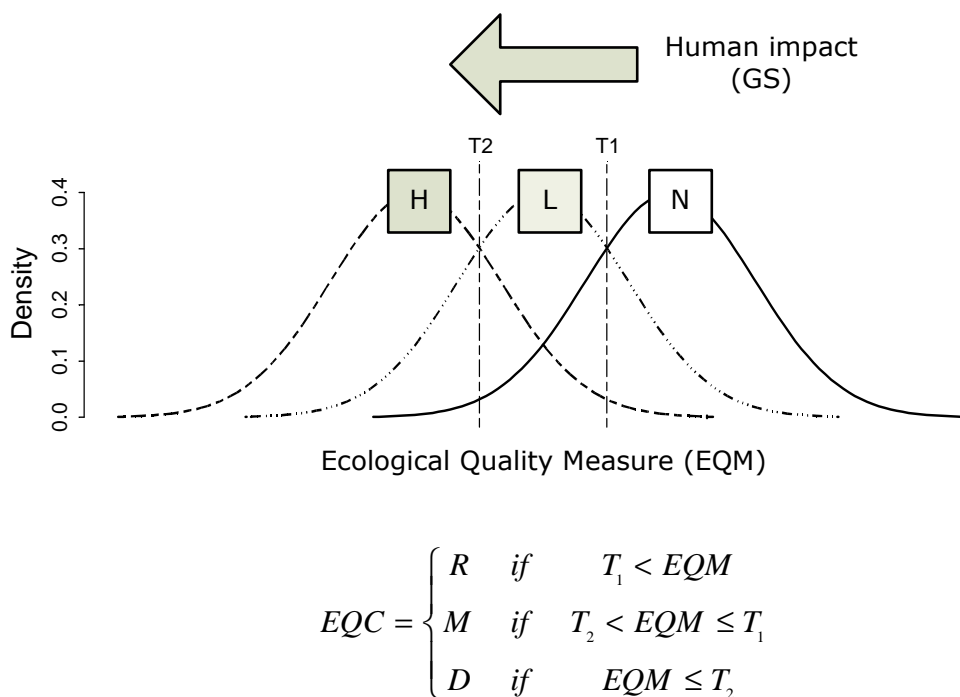 Human impact
(GS)
T2 T1
H L N
0.4
0.3
0.2
0.1
0.0
Density
Ecological Quality Measure (EQM)
R if T₁ < EQM
EQC = { M if T₂ < EQM ≤ T₁
D if EQM ≤ T₂